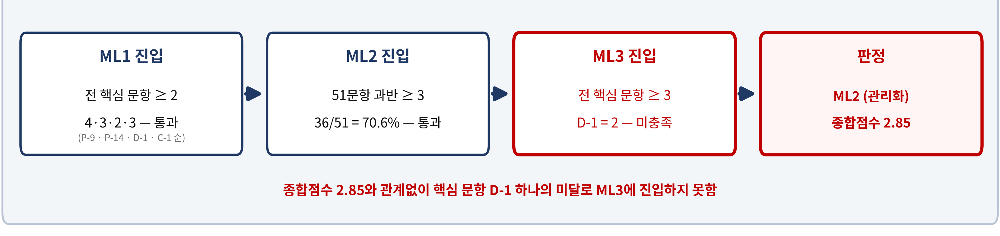 ML1 진입
전 핵심 문항 ≥ 2
4·3·2·3 — 통과
(P-9 · P-14 · D-1 · C-1 순)
ML2 진입
51문항 과반 ≥ 3
36/51 = 70.6% — 통과
ML3 진입
전 핵심 문항 ≥ 3
D-1 = 2 — 미충족
판정
ML2 (관리화)
종합점수 2.85
종합점수 2.85와 관계없이 핵심 문항 D-1 하나의 미달로 ML3에 진입하지 못함